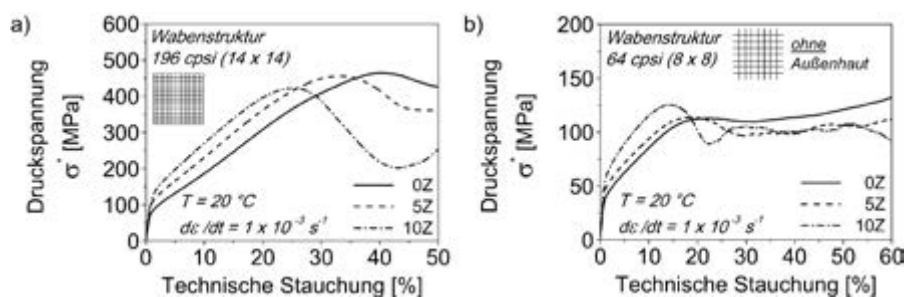 a)
Druckspannung
σ* [MPa]
600
500
400
300
200
100
0
Wabenstruktur
196 cpsi (14 x 14)
T = 20 °C
dε/dt = 1 x 10⁻³ s⁻¹
0Z
5Z
10Z
0 10 20 30 40 50
Technische Stauchung [%]
b)
Druckspannung
σ* [MPa]
200
150
100
50
0
Wabenstruktur
64 cpsi (8 x 8)
ohne
Außenhaut
T = 20 °C
dε/dt = 1 x 10⁻³ s⁻¹
0Z
5Z
10Z
0 10 20 30 40 50 60
Technische Stauchung [%]